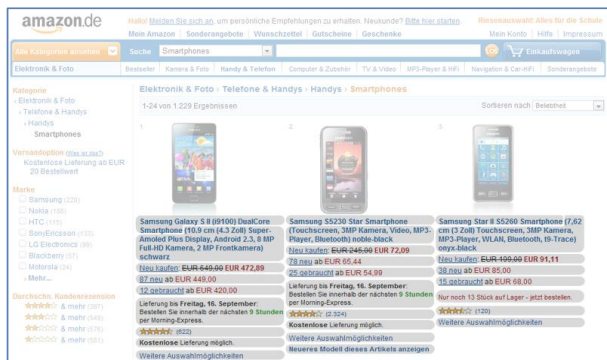 amazon.de
Hallo! Melden Sie sich an, um persönliche Empfehlungen zu erhalten. Neukunde? Bitte hier starten.
Riesenauswahl: Alles für die Schule
Mein Amazon | Sonderangebote | Wunschzettel | Gutscheine | Geschenke
Mein Konto | Hilfe | Impressum
Alle Kategorien ansehen
Suche
Smartphones
GO
Einkaufswagen
Elektronik & Foto
Bestseller
Kamera & Foto
Handy & Telefon
Computer & Zubehör
TV & Video
MP3-Player & HiFi
Navigation & Car-HiFi
Sonderangebote
Kategorie
‹ Elektronik & Foto
‹ Telefone & Handys
‹ Handys
Smartphones
Versandoption (Was ist das?)
Kostenlose Lieferung ab EUR
20 Bestellwert
Marke
Samsung (228)
Nokia
HTC
SonyEricsson
LG Electronics
Blackberry
Motorola
› Mehr...
Durchschn. Kundenrezension
& mehr
& mehr
& mehr
& mehr
Elektronik & Foto › Telefone & Handys › Handys › Smartphones
1-24 von 1.229 Ergebnissen
Sortieren nach Beliebtheit
1.
Samsung Galaxy S II (i9100) DualCore
Smartphone (10.9 cm (4.3 Zoll) Super-
Amoled Plus Display, Android 2.3, 8 MP
Full-HD Kamera, 2 MP Frontkamera)
schwarz
Neu kaufen: EUR 649,00 EUR 472,89
87 neu ab EUR 449,00
12 gebraucht ab EUR 420,00
Lieferung bis Freitag, 16. September:
Bestellen Sie innerhalb der nächsten 9 Stunden
per Morning-Express.
(622)
Kostenlose Lieferung möglich.
Weitere Auswahlmöglichkeiten
2.
Samsung S5230 Star Smartphone
(Touchscreen, 3MP Kamera, Video, MP3-
Player, Bluetooth) noble-black
Neu kaufen: EUR 245,00 EUR 72,09
78 neu ab EUR 65,44
25 gebraucht ab EUR 54,99
Lieferung bis Freitag, 16. September:
Bestellen Sie innerhalb der nächsten 9 Stunden
per Morning-Express.
(2.324)
Kostenlose Lieferung möglich.
Weitere Auswahlmöglichkeiten
Neueres Modell dieses Artikels anzeigen
3.
Samsung Star II S5260 Smartphone (7,62
cm (3 Zoll) Touchscreen, 3MP Kamera,
MP3-Player, WLAN, Bluetooth, t9-Trace)
onyx-black
Neu kaufen: EUR 199,00 EUR 91,11
38 neu ab EUR 85,00
15 gebraucht ab EUR 68,00
Nur noch 13 Stück auf Lager - jetzt bestellen.
(120)
Weitere Auswahlmöglichkeiten